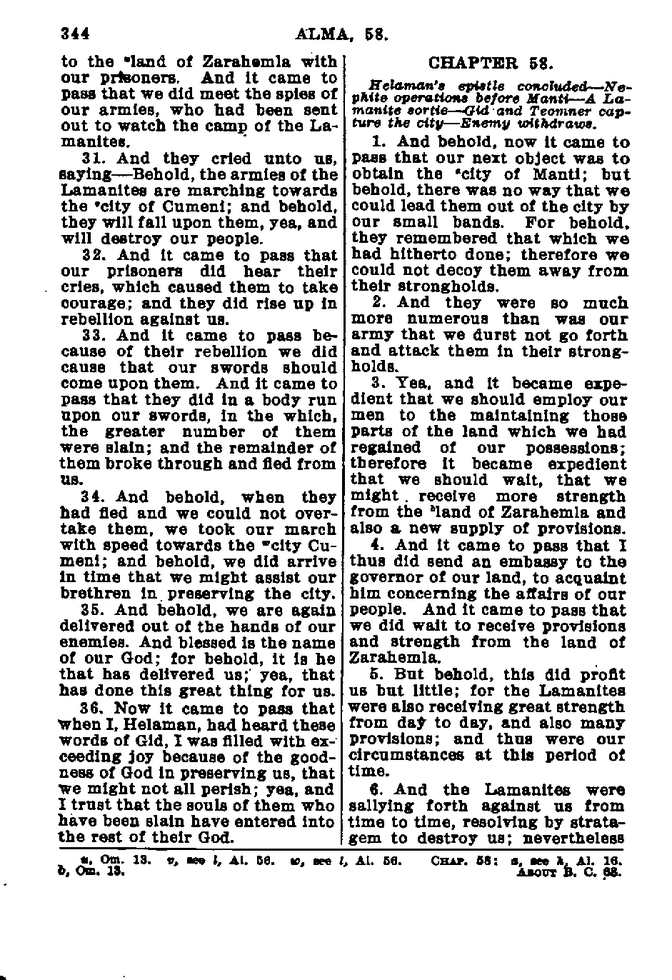 344
ALMA, 58.
to the ᵘland of Zarahemla with
our prisoners. And it came to
pass that we did meet the spies of
our armies, who had been sent
out to watch the camp of the La-
manites.
31. And they cried unto us,
saying—Behold, the armies of the
Lamanites are marching towards
the ᵛcity of Cumeni; and behold,
they will fall upon them, yea, and
will destroy our people.
32. And it came to pass that
our prisoners did hear their
cries, which caused them to take
courage; and they did rise up in
rebellion against us.
33. And it came to pass be-
cause of their rebellion we did
cause that our swords should
come upon them. And it came to
pass that they did in a body run
upon our swords, in the which,
the greater number of them
were slain; and the remainder of
them broke through and fled from
us.
34. And behold, when they
had fled and we could not over-
take them, we took our march
with speed towards the ʷcity Cu-
meni; and behold, we did arrive
in time that we might assist our
brethren in preserving the city.
35. And behold, we are again
delivered out of the hands of our
enemies. And blessed is the name
of our God; for behold, it is he
that has delivered us; yea, that
has done this great thing for us.
36. Now it came to pass that
when I, Helaman, had heard these
words of Gid, I was filled with ex-
ceeding joy because of the good-
ness of God in preserving us, that
we might not all perish; yea, and
I trust that the souls of them who
have been slain have entered into
the rest of their God.
CHAPTER 58.
Helaman's epistle concluded—Ne-
phite operations before Manti—A La-
manite sortie—Gid and Teomner cap-
ture the city—Enemy withdraws.
1. And behold, now it came to
pass that our next object was to
obtain the ᵃcity of Manti; but
behold, there was no way that we
could lead them out of the city by
our small bands. For behold,
they remembered that which we
had hitherto done; therefore we
could not decoy them away from
their strongholds.
2. And they were so much
more numerous than was our
army that we durst not go forth
and attack them in their strong-
holds.
3. Yea, and it became expe-
dient that we should employ our
men to the maintaining those
parts of the land which we had
regained of our possessions;
therefore it became expedient
that we should wait, that we
might receive more strength
from the ᵇland of Zarahemla and
also a new supply of provisions.
4. And it came to pass that I
thus did send an embassy to the
governor of our land, to acquaint
him concerning the affairs of our
people. And it came to pass that
we did wait to receive provisions
and strength from the land of
Zarahemla.
5. But behold, this did profit
us but little; for the Lamanites
were also receiving great strength
from day to day, and also many
provisions; and thus were our
circumstances at this period of
time.
6. And the Lamanites were
sallying forth against us from
time to time, resolving by strata-
gem to destroy us; nevertheless
u, Om. 13. v, see l, Al. 56. w, see l, Al. 56. CHAP. 58: a, see h, Al. 16.
b, Om. 13. ABOUT B. C. 63.